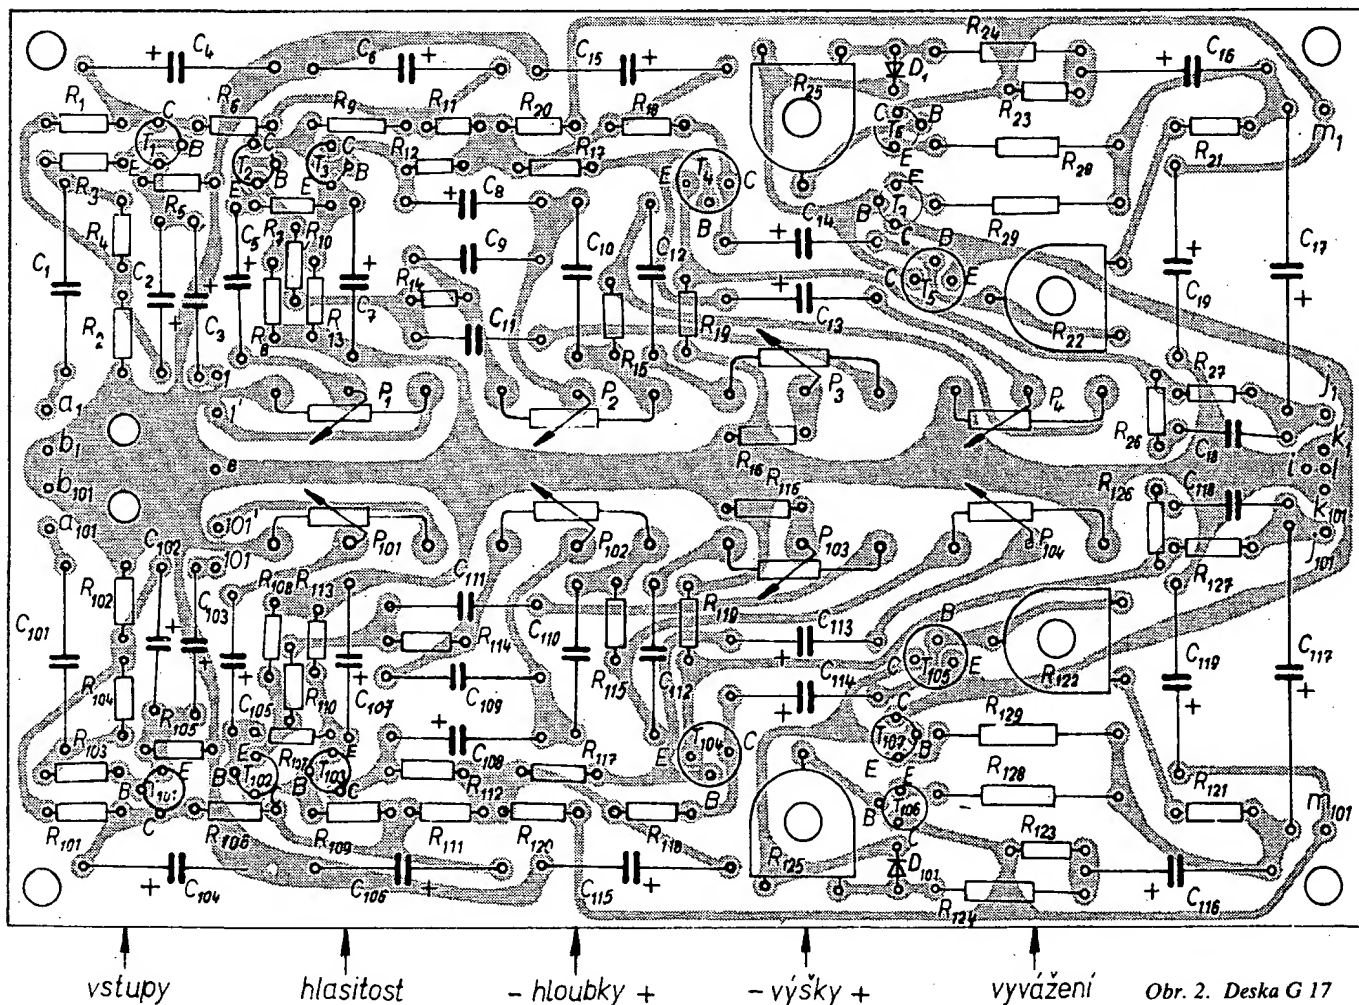 C4 C6 C15 R24 C16
R1 C R6 R9 R11 R20 R18 R25 D1 R23 m1
T1 B T2 T3 R12 R17 T4 T6 R28 R21
R3 E R5 C8 E C B T7 R29
R4 C5 R7 R10 C14 C17
C1 C2 C3 C9 C10 C12 C B E T5 C19
R14 C13 R22
R2 R8 R13 C7 C11 R15 R19
1 P1 P2 P3 P4 R27
a1 1' j1
R26 C18 k1
b1 R16 i l
b101 R116 R126 C118 k101
a101 101' P101 P102 P103 P104 j101
C102 101 R127
R102 C103 R108 R113 C111 R119
C101 R114 C110 C113 B
R104 R110 R115 C112 C114 C T105 E R122 C119 C117
R105 C105 C107 C109 R129
R103 E R107 E C108 R117 T104 C T107 B
B T101 B T102 B T103 R112 E B E R128 m101
R101 C R106 R109 R111 R120 R118 R125 T106 R123 R121
C104 C106 C115 D101 R124 C116
vstupy hlasitost - hloubky + - výšky + vyvážení Obr. 2. Deska G 17